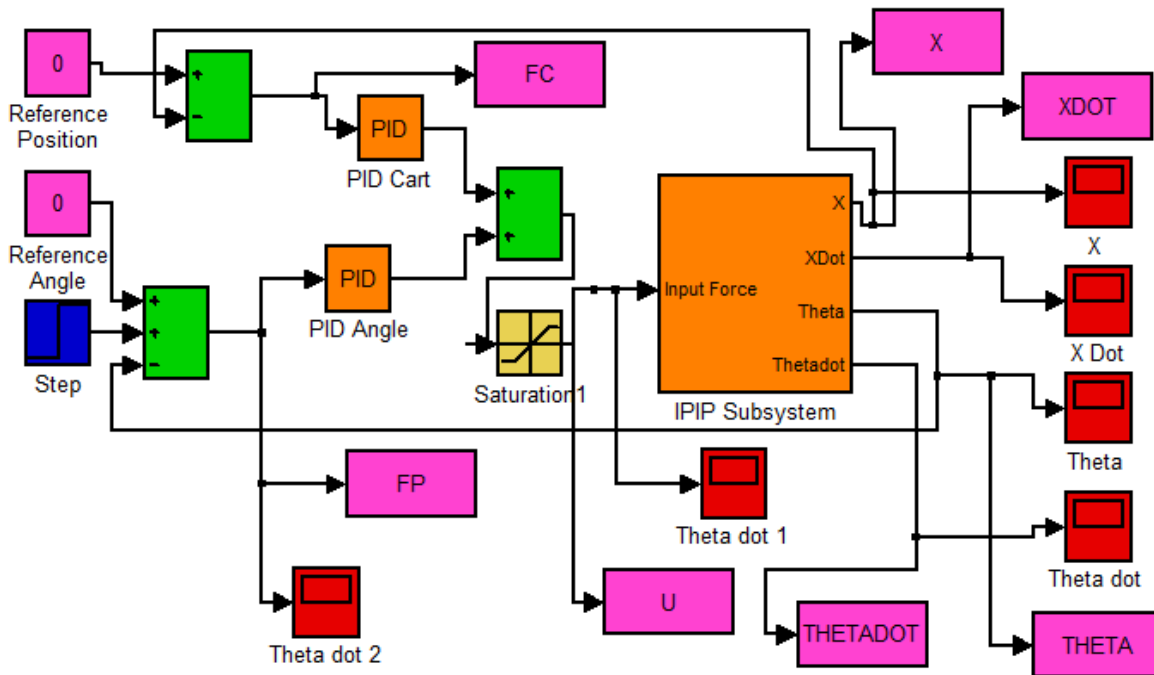 0
Reference
Position
+
−
FC
PID
PID Cart
X
XDOT
0
Reference
Angle
+
+
−
Step
PID
PID Angle
+
+
Saturation1
X
XDot
Input Force
Theta
Thetadot
IPIP Subsystem
X
X Dot
Theta
Theta dot
FP
Theta dot 1
Theta dot 2
U
THETADOT
THETA